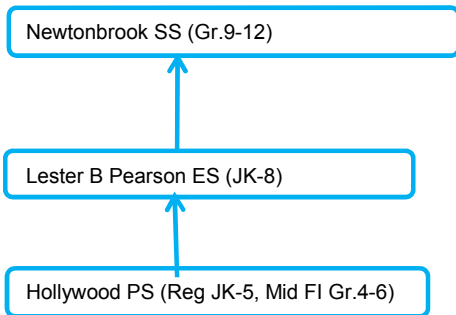 Newtonbrook SS (Gr.9-12)
Lester B Pearson ES (JK-8)
Hollywood PS (Reg JK-5, Mid FI Gr.4-6)